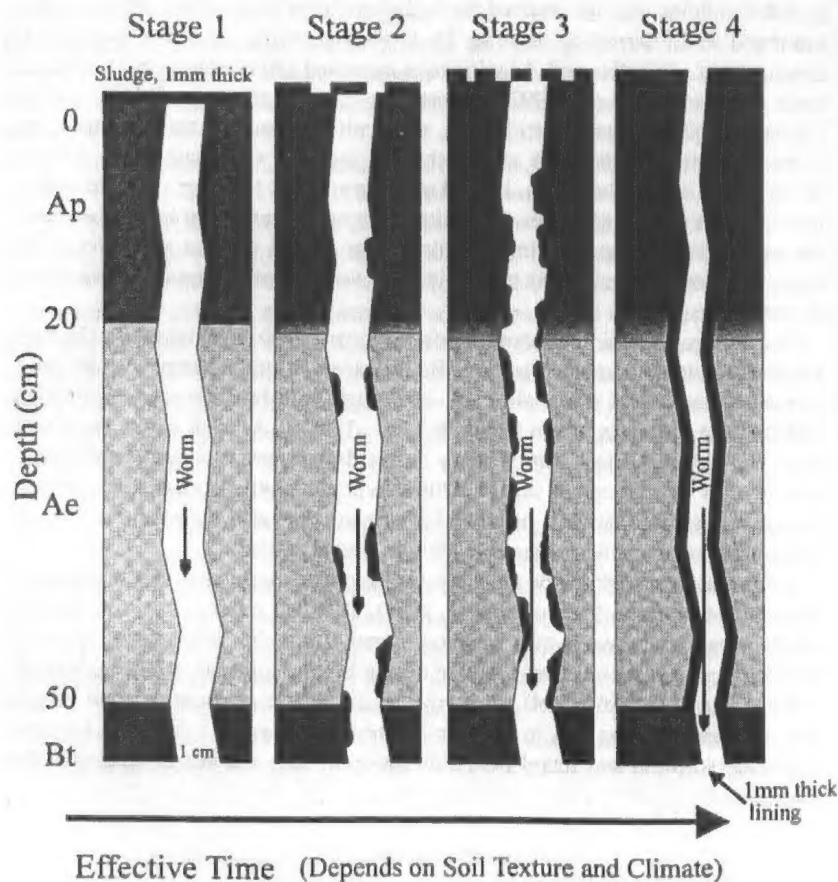 Stage 1 Stage 2 Stage 3 Stage 4
Sludge, 1mm thick
0
Ap
20
Depth (cm)
Worm Worm Worm Worm
Ae
50
Bt
1 cm
1mm thick
lining
Effective Time (Depends on Soil Texture and Climate)